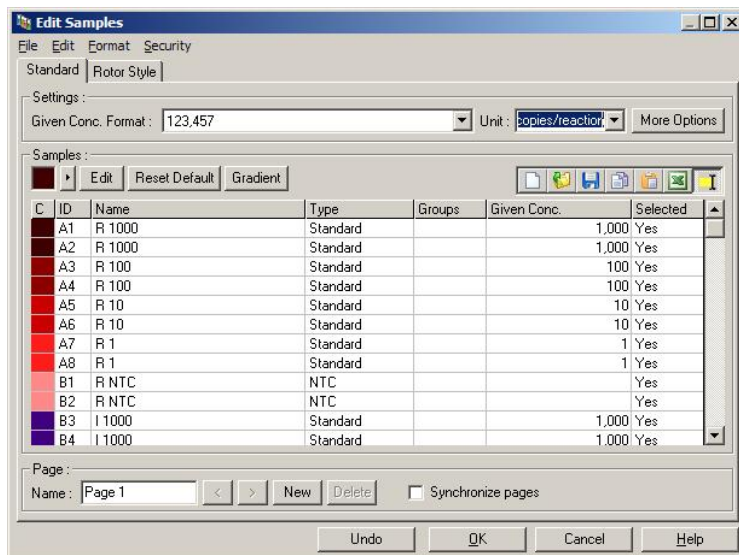 Edit Samples
File Edit Format Security
Standard Rotor Style
Settings :
Given Conc. Format : 123,457 Unit : copies/reaction More Options
Samples :
Edit Reset Default Gradient
C ID Name Type Groups Given Conc. Selected
A1 R 1000 Standard 1,000 Yes
A2 R 1000 Standard 1,000 Yes
A3 R 100 Standard 100 Yes
A4 R 100 Standard 100 Yes
A5 R 10 Standard 10 Yes
A6 R 10 Standard 10 Yes
A7 R 1 Standard 1 Yes
A8 R 1 Standard 1 Yes
B1 R NTC NTC Yes
B2 R NTC NTC Yes
B3 I 1000 Standard 1,000 Yes
B4 I 1000 Standard 1,000 Yes
Page :
Name : Page 1 < > New Delete Synchronize pages
Undo OK Cancel Help